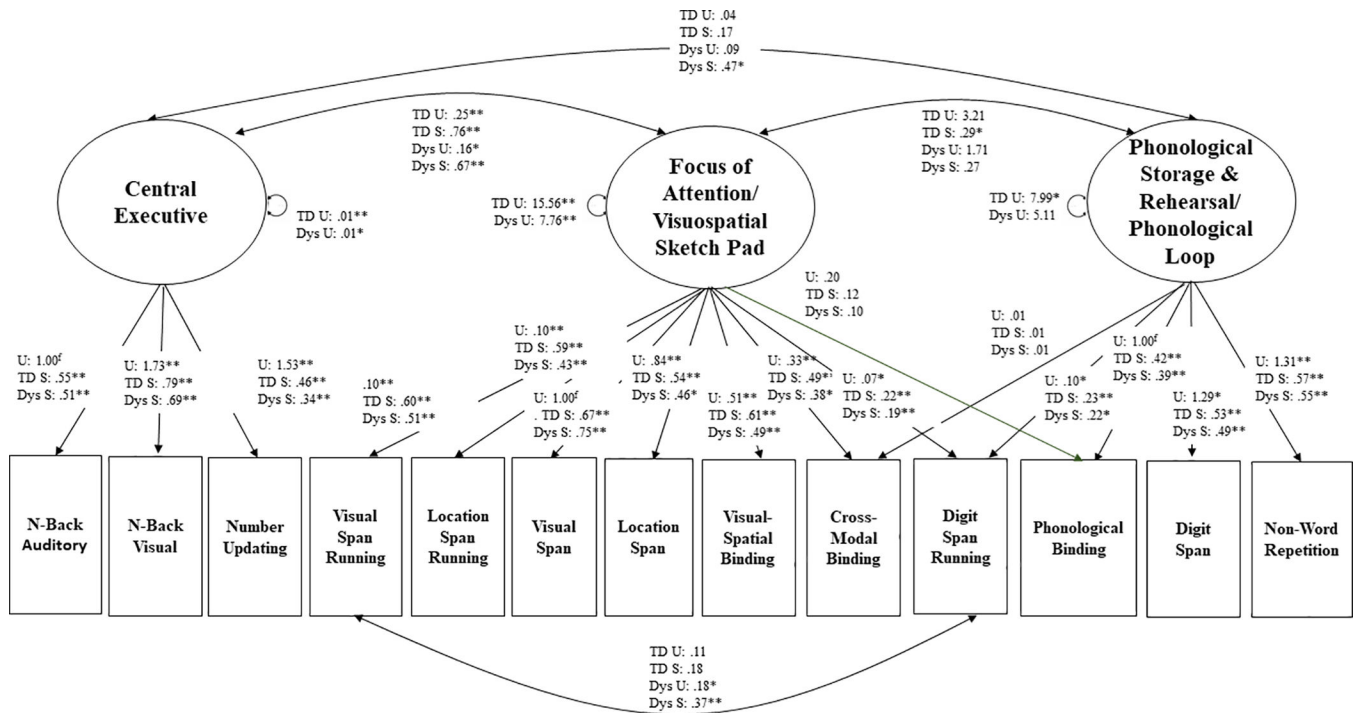 TD U: .04
TD S: .17
Dys U: .09
Dys S: .47*
TD U: .25**
TD S: .76**
Dys U: .16*
Dys S: .67**
TD U: 3.21
TD S: .29*
Dys U: 1.71
Dys S: .27
Central
Executive
TD U: .01**
Dys U: .01*
TD U: 15.56**
Dys U: 7.76**
Focus of
Attention/
Visuospatial
Sketch Pad
TD U: 7.99*
Dys U: 5.11
Phonological
Storage &
Rehearsal/
Phonological
Loop
U: 1.00f
TD S: .55**
Dys S: .51**
U: 1.73**
TD S: .79**
Dys S: .69**
U: 1.53**
TD S: .46**
Dys S: .34**
.10**
TD S: .60**
Dys S: .51**
U: .10**
TD S: .59**
Dys S: .43**
U: 1.00f
. TD S: .67**
Dys S: .75**
U: .84**
TD S: .54**
Dys S: .46*
U: .51**
TD S: .61**
Dys S: .49**
U: .33**
TD S: .49*
Dys S: .38*
U: .07*
TD S: .22**
Dys S: .19**
U: .20
TD S: .12
Dys S: .10
U: .01
TD S: .01
Dys S: .01
U: 1.00f
TD S: .42**
Dys S: .39**
U: .10*
TD S: .23**
Dys S: .22*
U: 1.29*
TD S: .53**
Dys S: .49**
U: 1.31**
TD S: .57**
Dys S: .55**
N-Back
Auditory
N-Back
Visual
Number
Updating
Visual
Span
Running
Location
Span
Running
Visual
Span
Location
Span
Visual-
Spatial
Binding
Cross-
Modal
Binding
Digit
Span
Running
Phonological
Binding
Digit
Span
Non-Word
Repetition
TD U: .11
TD S: .18
Dys U: .18*
Dys S: .37**